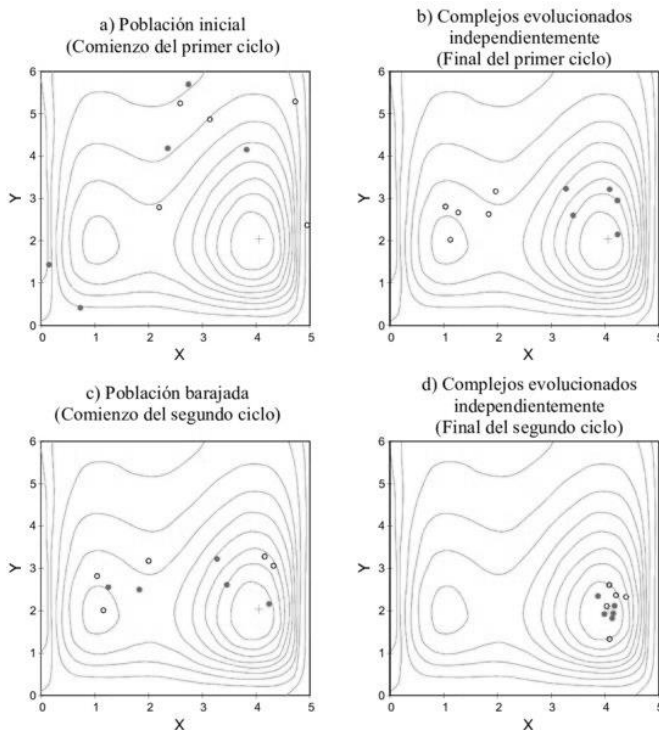 a) Población inicial
(Comienzo del primer ciclo)
b) Complejos evolucionados
independientemente
(Final del primer ciclo)
6
5
4
3
2
1
0
Y
0 1 2 3 4 5
X
6
5
4
3
2
1
0
Y
0 1 2 3 4 5
X
c) Población barajada
(Comienzo del segundo ciclo)
d) Complejos evolucionados
independientemente
(Final del segundo ciclo)
6
5
4
3
2
1
0
Y
0 1 2 3 4 5
X
6
5
4
3
2
1
0
Y
0 1 2 3 4 5
X